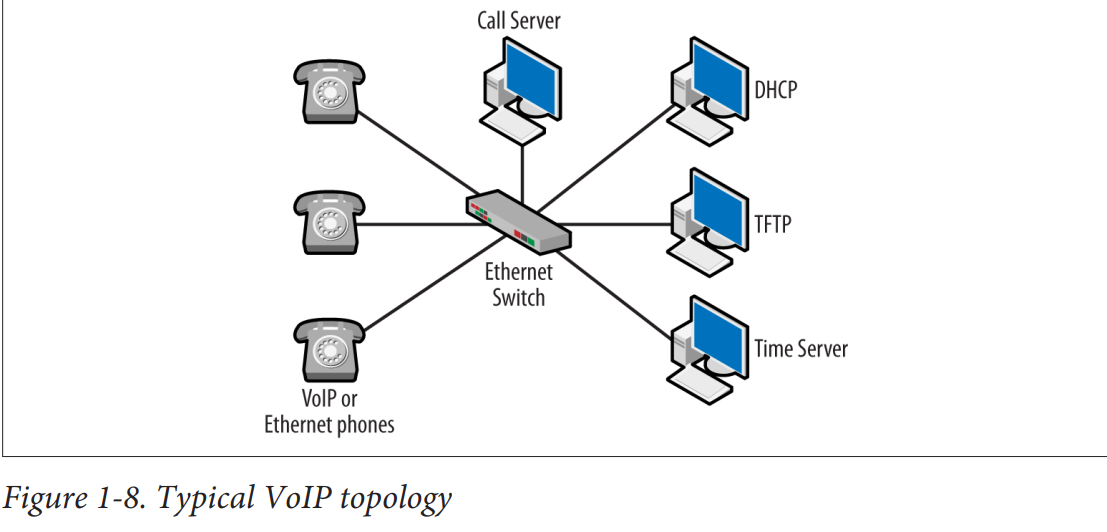 Call Server
DHCP
TFTP
Ethernet
Switch
Time Server
VoIP or
Ethernet phones
Figure 1-8. Typical VoIP topology